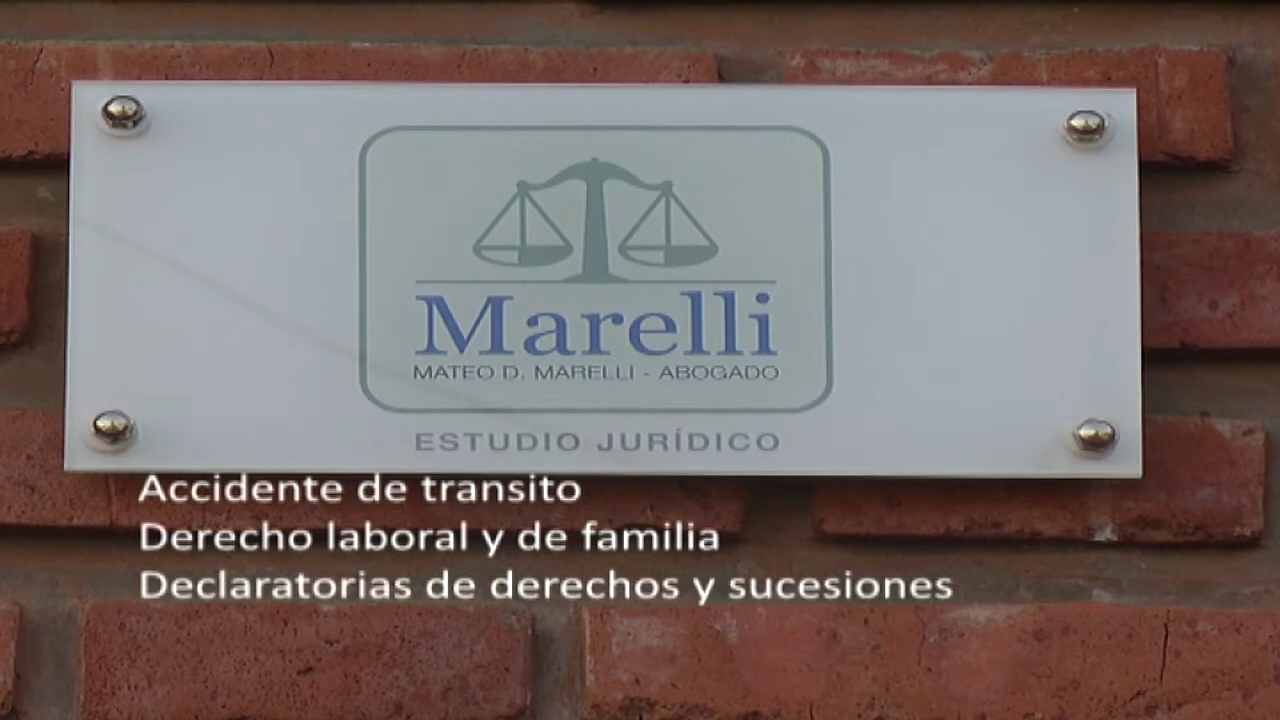 Marelli
MATEO D. MARELLI - ABOGADO
ESTUDIO JURÍDICO
Accidente de transito
Derecho laboral y de familia
Declaratorias de derechos y sucesiones